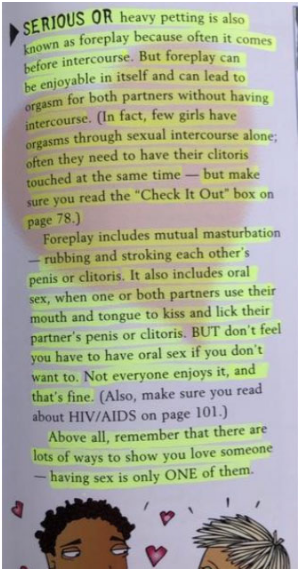 SERIOUS OR heavy petting is also
known as foreplay because often it comes
before intercourse. But foreplay can
be enjoyable in itself and can lead to
orgasm for both partners without having
intercourse. (In fact, few girls have
orgasms through sexual intercourse alone;
often they need to have their clitoris
touched at the same time — but make
sure you read the "Check It Out" box on
page 78.)
Foreplay includes mutual masturbation
— rubbing and stroking each other's
penis or clitoris. It also includes oral
sex, when one or both partners use their
mouth and tongue to kiss and lick their
partner's penis or clitoris. BUT don't feel
you have to have oral sex if you don't
want to. Not everyone enjoys it, and
that's fine. (Also, make sure you read
about HIV/AIDS on page 101.)
Above all, remember that there are
lots of ways to show you love someone
— having sex is only ONE of them.